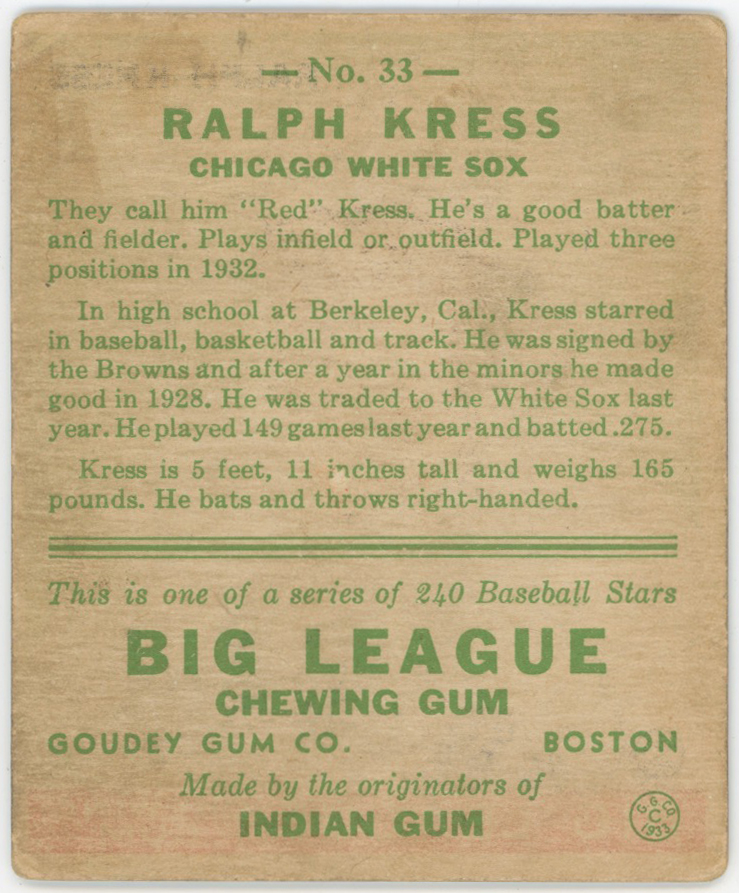 — No. 33 —
RALPH KRESS
CHICAGO WHITE SOX
They call him "Red" Kress. He's a good batter
and fielder. Plays infield or outfield. Played three
positions in 1932.
In high school at Berkeley, Cal., Kress starred
in baseball, basketball and track. He was signed by
the Browns and after a year in the minors he made
good in 1928. He was traded to the White Sox last
year. He played 149 games last year and batted .275.
Kress is 5 feet, 11 inches tall and weighs 165
pounds. He bats and throws right-handed.
This is one of a series of 240 Baseball Stars
BIG LEAGUE
CHEWING GUM
GOUDEY GUM CO. BOSTON
Made by the originators of
INDIAN GUM
G. G. CO.
C
1933